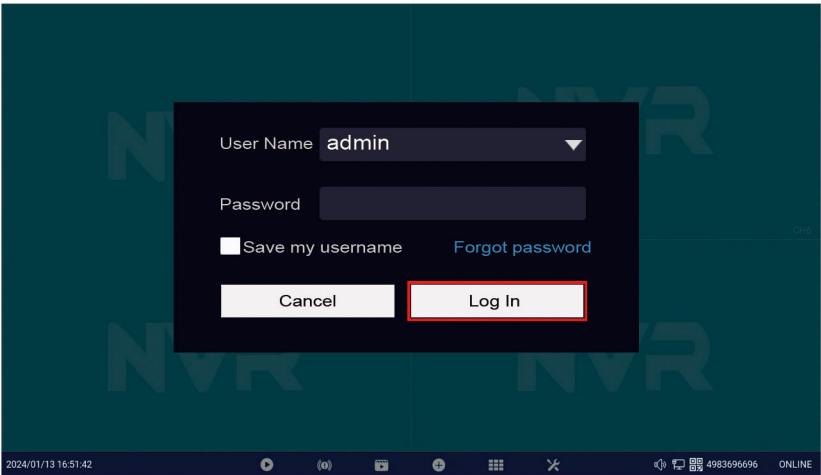 NVR
CH6
User Name admin
Password
Save my username Forgot password
Cancel Log In
NVR NVR
2024/01/13 16:51:42 4983696696 ONLINE